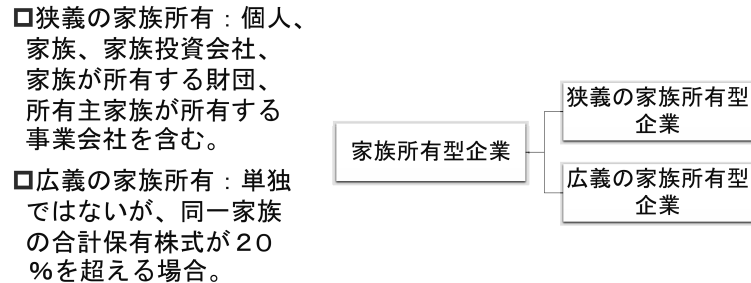 □狭義の家族所有：個人、
家族、家族投資会社、
家族が所有する財団、
所有主家族が所有する
事業会社を含む。
□広義の家族所有：単独
ではないが、同一家族
の合計保有株式が２０
％を超える場合。
家族所有型企業
狭義の家族所有型
企業
広義の家族所有型
企業